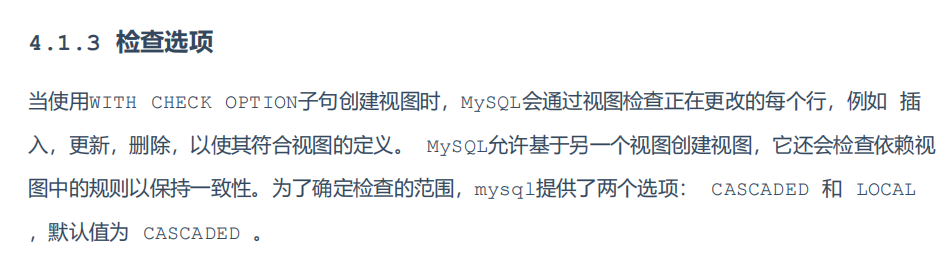 4.1.3 检查选项
当使用WITH CHECK OPTION子句创建视图时，MySQL会通过视图检查正在更改的每个行，例如 插
入，更新，删除，以使其符合视图的定义。 MySQL允许基于另一个视图创建视图，它还会检查依赖视
图中的规则以保持一致性。为了确定检查的范围，mysql提供了两个选项： CASCADED 和 LOCAL
，默认值为 CASCADED 。